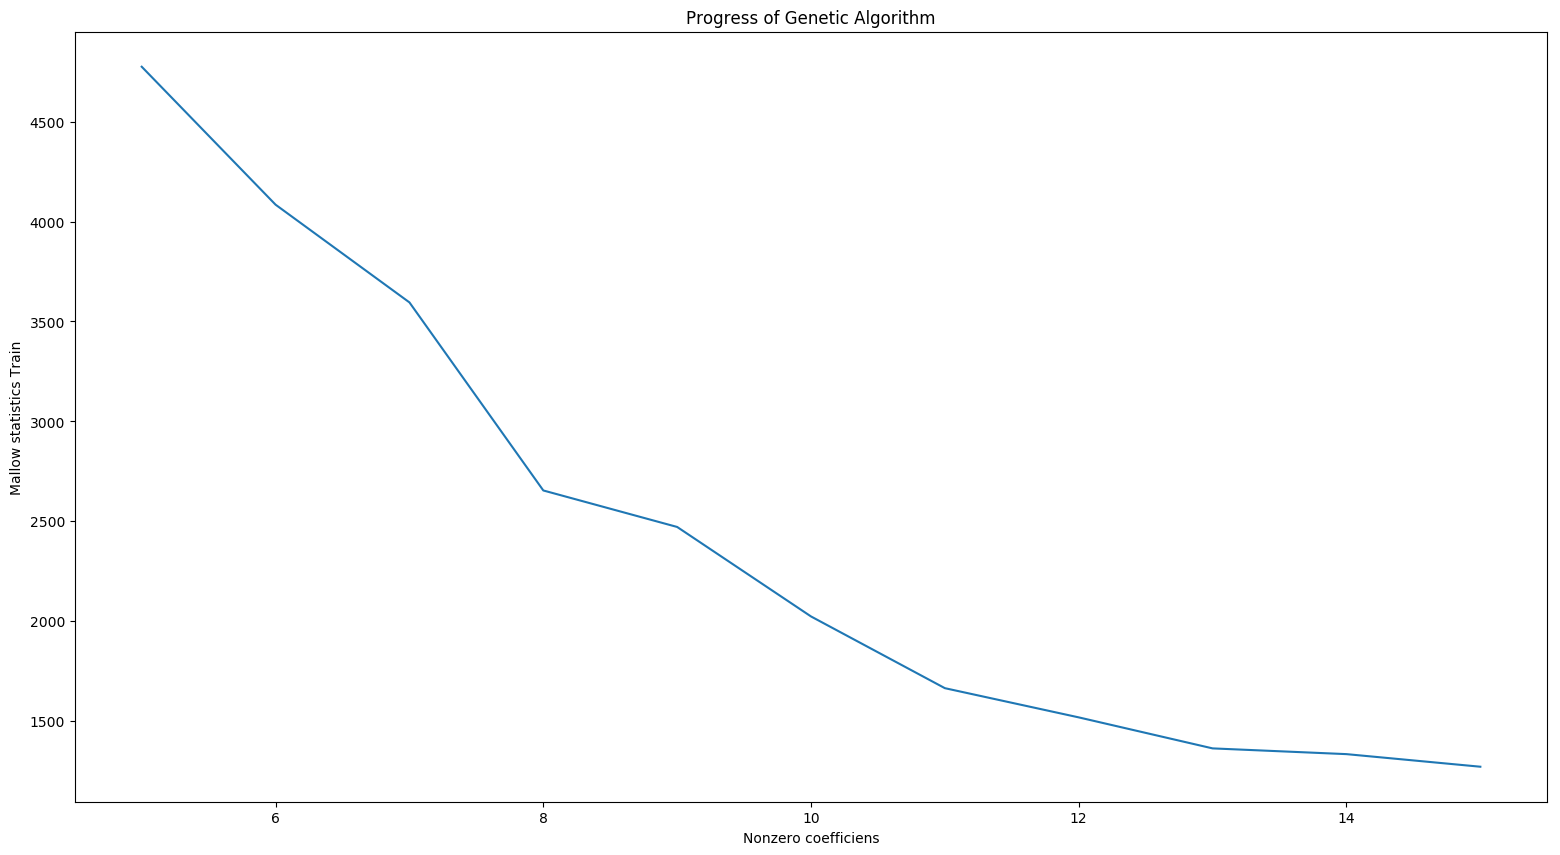 Progress of Genetic Algorithm
Mallow statistics Train
4500
4000
3500
3000
2500
2000
1500
6 8 10 12 14
Nonzero coefficiens